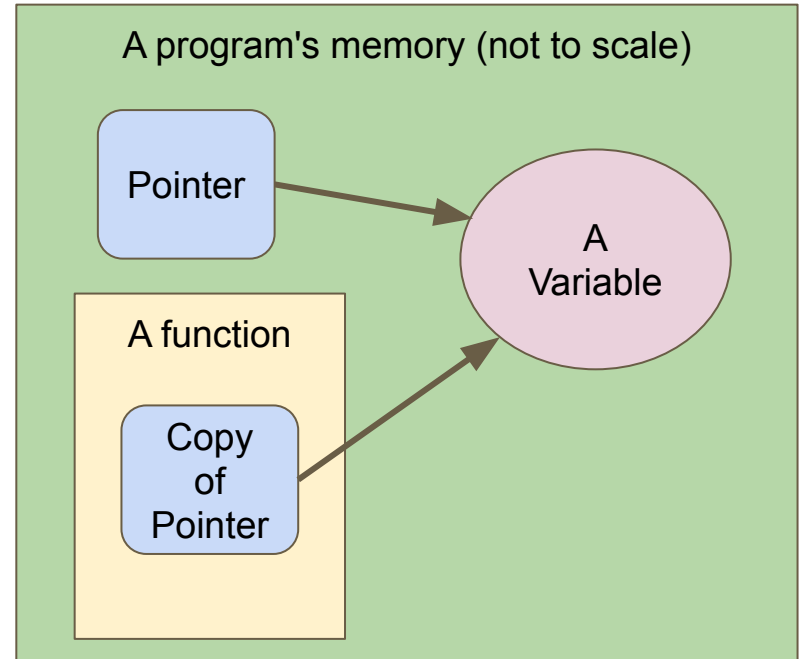 A program's memory (not to scale)
Pointer
A
Variable
A function
Copy
of
Pointer